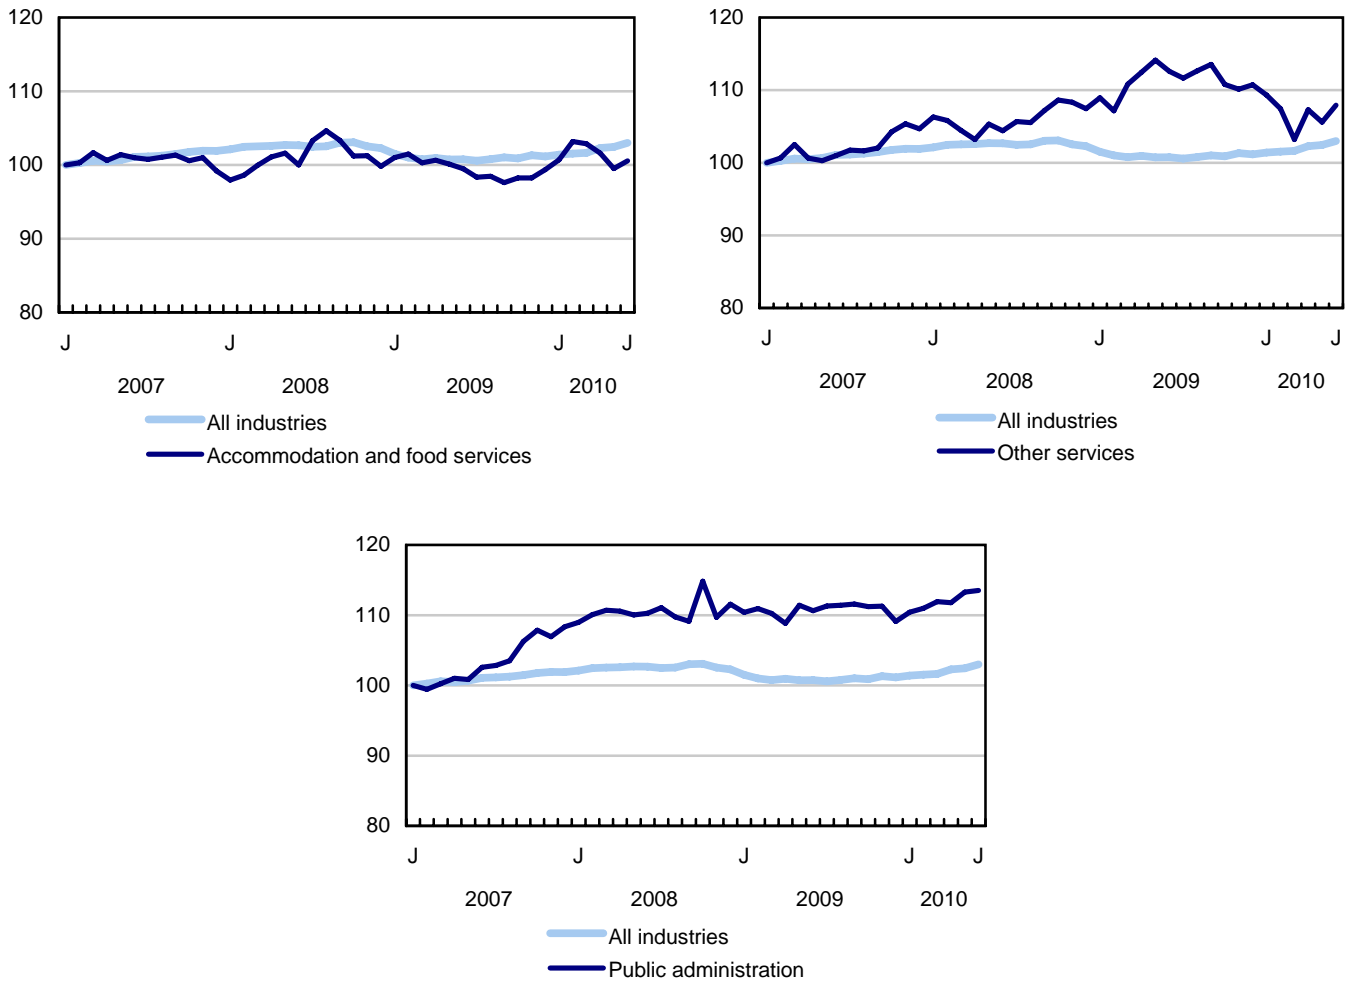 120
110
100
90
80
J J J J J
2007 2008 2009 2010
All industries
Accommodation and food services
120
110
100
90
80
J J J J J
2007 2008 2009 2010
All industries
Other services
120
110
100
90
80
J J J J J
2007 2008 2009 2010
All industries
Public administration